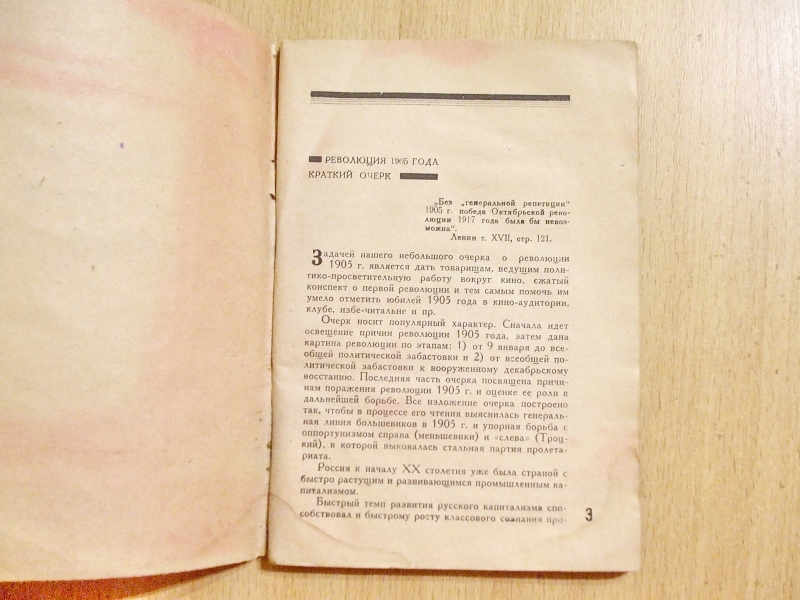 РЕВОЛЮЦИЯ 1905 ГОДА
КРАТКИЙ ОЧЕРК
„Без „генеральной репетиции“
1905 г. победа Октябрьской рево-
люции 1917 года была бы невоз-
можна“.
Ленин т. XVII, стр. 121.
Задачей нашего небольшого очерка о революции
1905 г. является дать товарищам, ведущим поли-
тико-просветительную работу вокруг кино, сжатый
конспект о первой революции и тем самым помочь им
умело отметить юбилей 1905 года в кино-аудитории,
клубе, избе-читальне и пр.
Очерк носит популярный характер. Сначала идет
освещение причин революции 1905 года, затем дана
картина революции по этапам: 1) от 9 января до все-
общей политической забастовки и 2) от всеобщей по-
литической забастовки к вооруженному декабрьскому
восстанию. Последняя часть очерка посвящена причи-
нам поражения революции 1905 г. и оценке ее роли в
дальнейшей борьбе. Все изложение очерка построено
так, чтобы в процессе его чтения выяснилась генераль-
ная линия большевиков в 1905 г. и упорная борьба с
оппортунизмом справа (меньшевики) и «слева» (Троц-
кий), в которой выковалась стальная партия пролета-
риата.
Россия к началу XX столетия уже была страной с
быстро растущим и развивающимся промышленным ка-
питализмом.
Быстрый темп развития русского капитализма спо-
собствовал и быстрому росту классового сознания про-
3